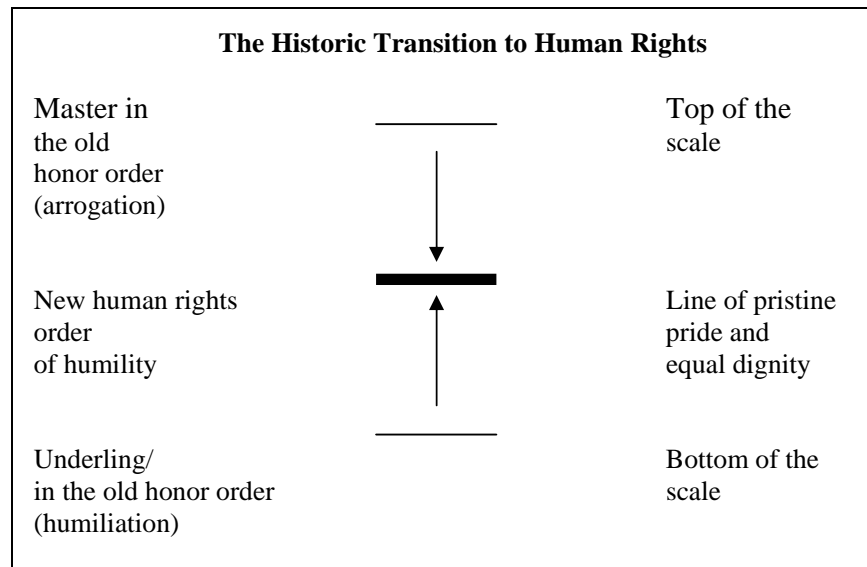 The Historic Transition to Human Rights
Master in
the old
honor order
(arrogation)
Top of the
scale
New human rights
order
of humility
Line of pristine
pride and
equal dignity
Underling/
in the old honor order
(humiliation)
Bottom of the
scale